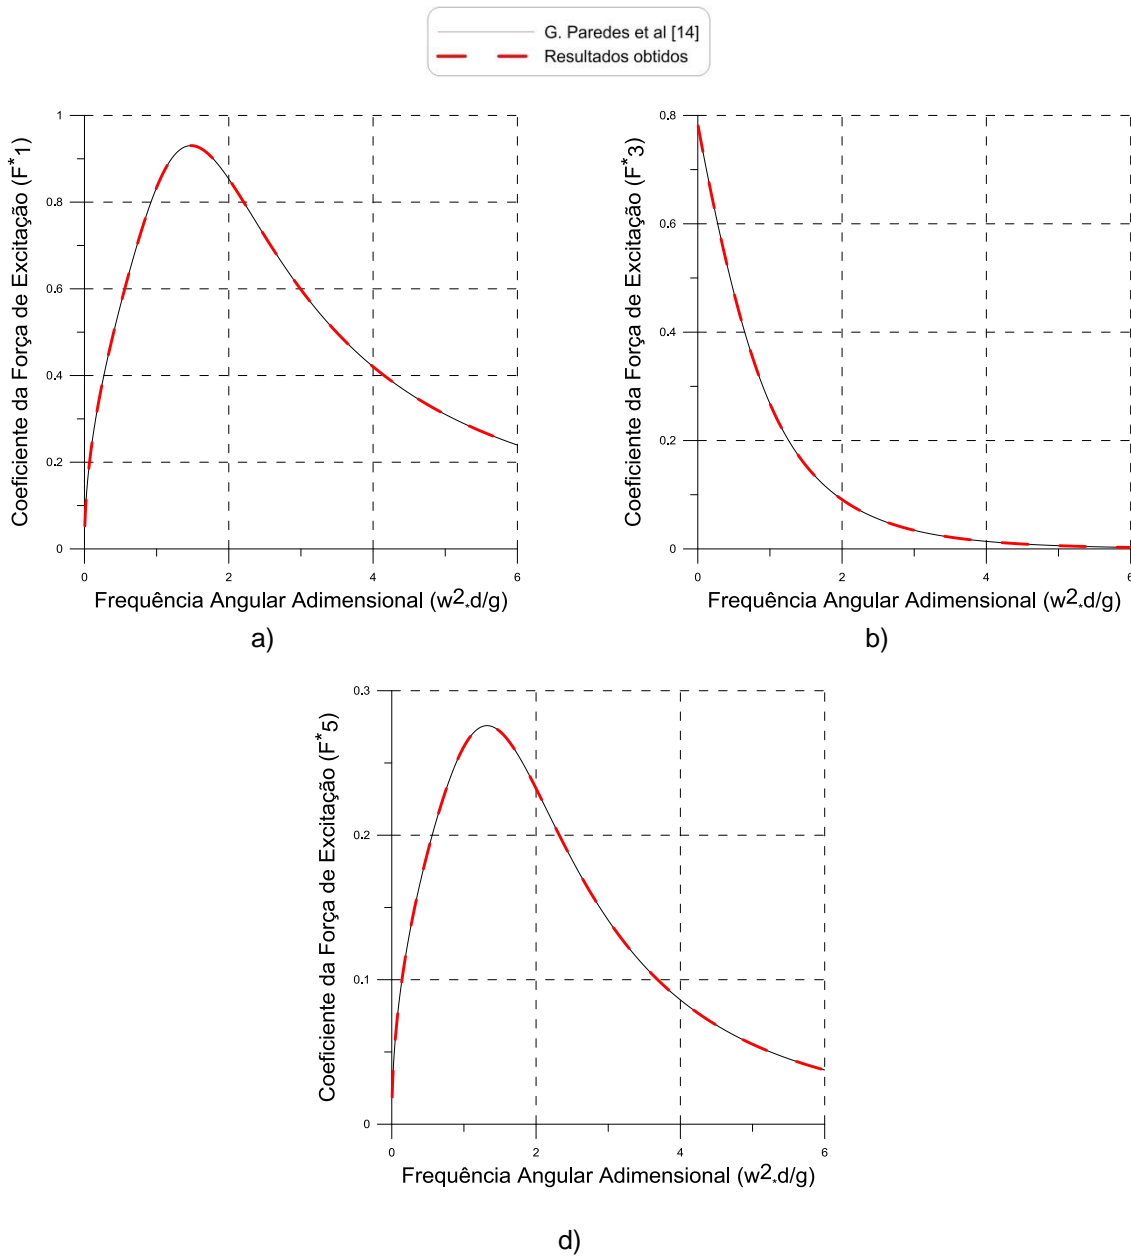 G. Paredes et al [14]
Resultados obtidos
Coeficiente da Força de Excitação (F*1)
1
0.8
0.6
0.4
0.2
0
0 2 4 6
Frequência Angular Adimensional (w2*d/g)
a)
Coeficiente da Força de Excitação (F*3)
0.8
0.6
0.4
0.2
0
0 2 4 6
Frequência Angular Adimensional (w2*d/g)
b)
Coeficiente da Força de Excitação (F*5)
0.3
0.2
0.1
0
0 2 4 6
Frequência Angular Adimensional (w2*d/g)
d)